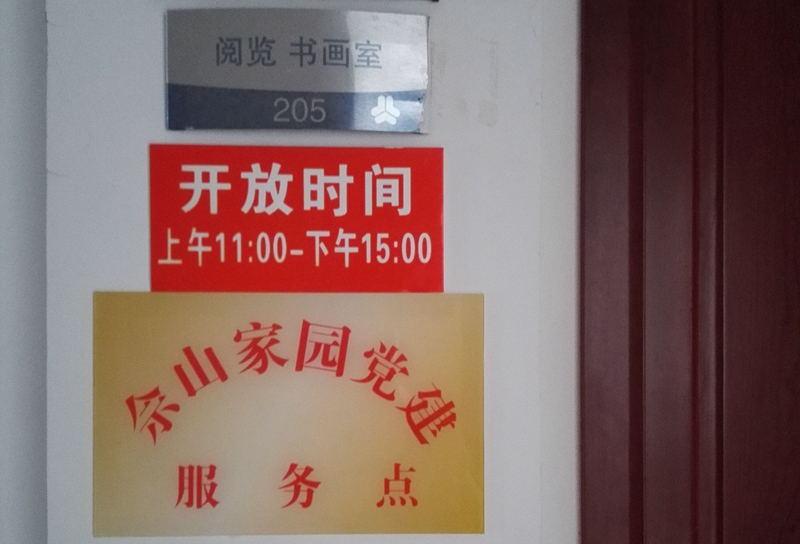 阅览 书画室
205
开放时间
上午11:00-下午15:00
佘山家园党建
服务点